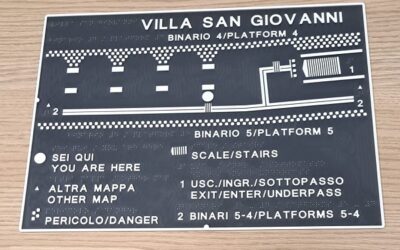 VILLA SAN GIOVANNI
BINARIO 4/PLATFORM 4
1
2
2
BINARIO 5/PLATFORM 5
SEI QUI
YOU ARE HERE
SCALE/STAIRS
ALTRA MAPPA
OTHER MAP
1 USC./INGR./SOTTOPASSO
EXIT/ENTER/UNDERPASS
PERICOLO/DANGER
2 BINARI 5-4/PLATFORMS 5-4